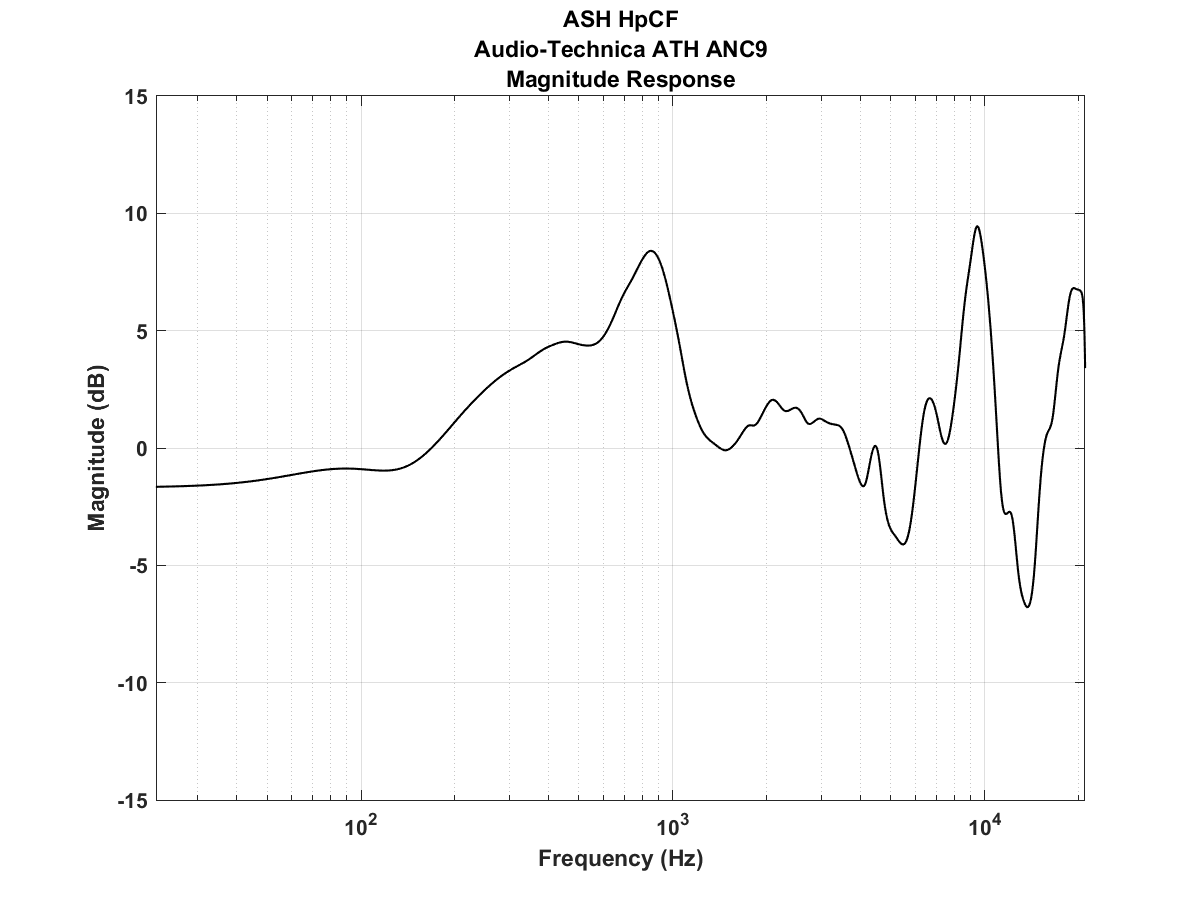 ASH HpCF
Audio-Technica ATH ANC9
Magnitude Response
15
10
5
0
-5
-10
-15
Magnitude (dB)
10²
10³
10⁴
Frequency (Hz)